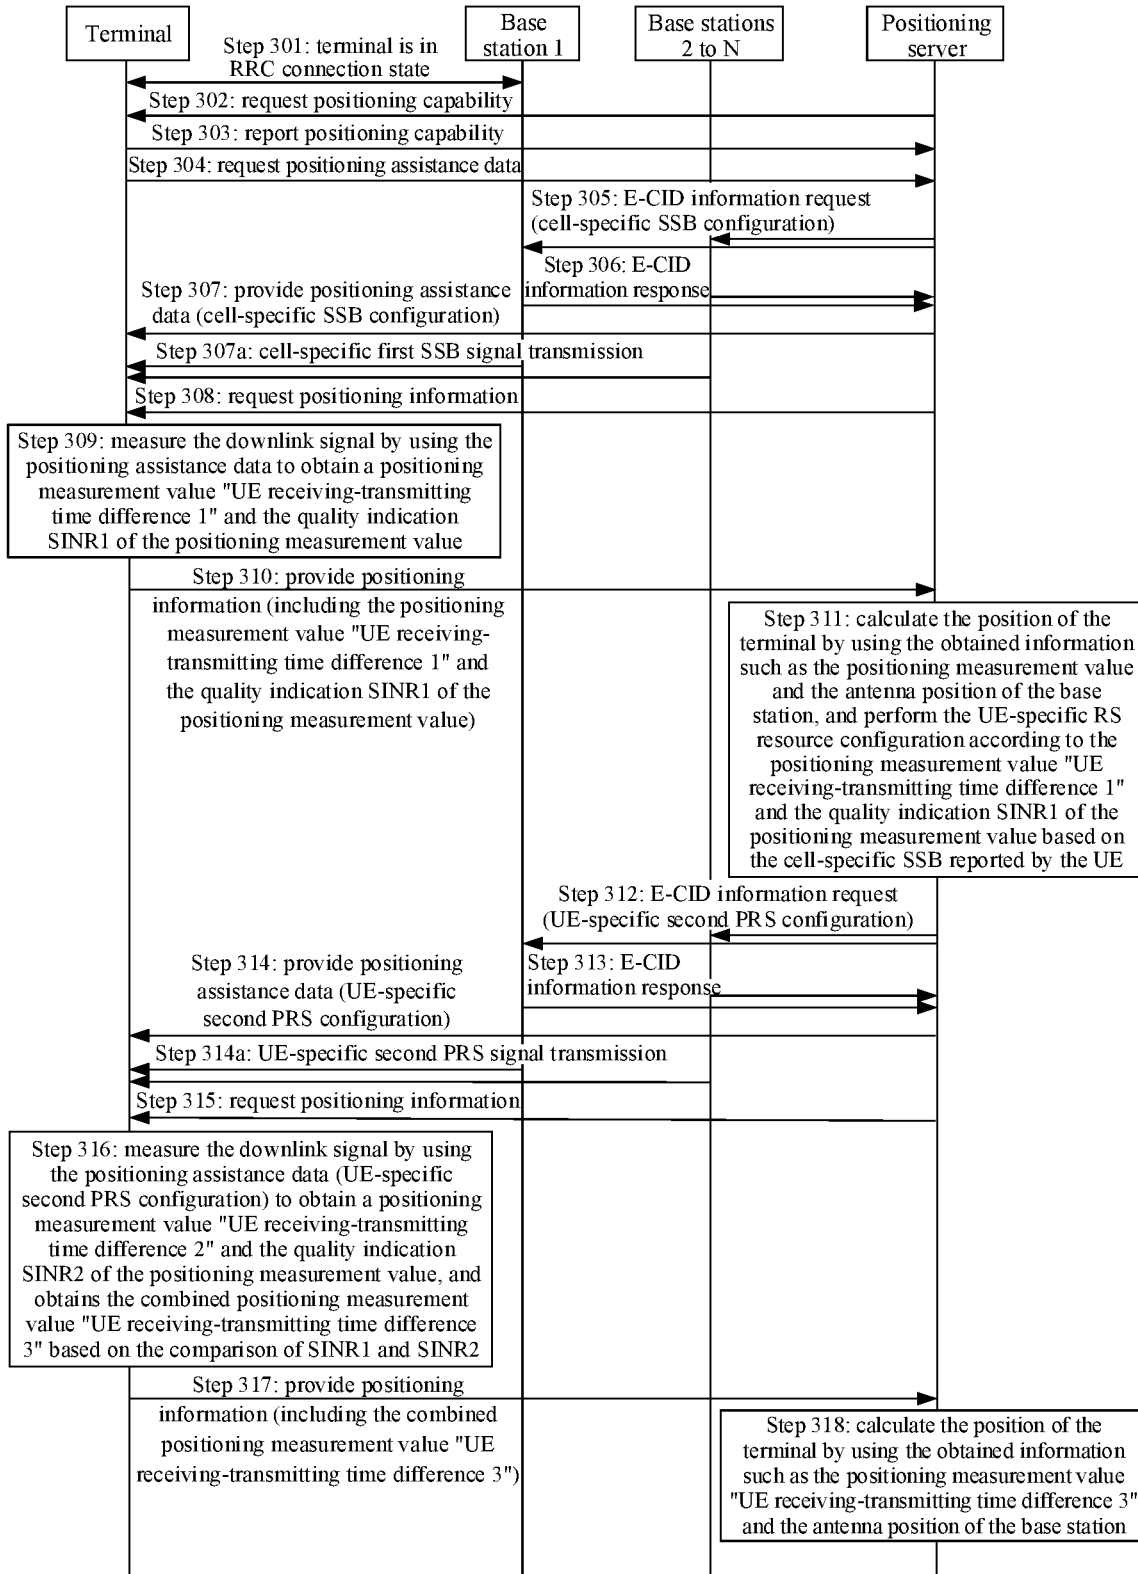 Terminal
Base
station 1
Base stations
2 to N
Positioning
server
Step 301: terminal is in
RRC connection state
Step 302: request positioning capability
Step 303: report positioning capability
Step 304: request positioning assistance data
Step 305: E-CID information request
(cell-specific SSB configuration)
Step 306: E-CID
information response
Step 307: provide positioning assistance
data (cell-specific SSB configuration)
Step 307a: cell-specific first SSB signal transmission
Step 308: request positioning information
Step 309: measure the downlink signal by using the
positioning assistance data to obtain a positioning
measurement value "UE receiving-transmitting
time difference 1" and the quality indication
SINR1 of the positioning measurement value
Step 310: provide positioning
information (including the positioning
measurement value "UE receiving-
transmitting time difference 1" and
the quality indication SINR1 of the
positioning measurement value)
Step 311: calculate the position of the
terminal by using the obtained information
such as the positioning measurement value
and the antenna position of the base
station, and perform the UE-specific RS
resource configuration according to the
positioning measurement value "UE
receiving-transmitting time difference 1"
and the quality indication SINR1 of the
positioning measurement value based on
the cell-specific SSB reported by the UE
Step 312: E-CID information request
(UE-specific second PRS configuration)
Step 313: E-CID
information response
Step 314: provide positioning
assistance data (UE-specific
second PRS configuration)
Step 314a: UE-specific second PRS signal transmission
Step 315: request positioning information
Step 316: measure the downlink signal by using
the positioning assistance data (UE-specific
second PRS configuration) to obtain a positioning
measurement value "UE receiving-transmitting
time difference 2" and the quality indication
SINR2 of the positioning measurement value, and
obtains the combined positioning measurement
value "UE receiving-transmitting time difference
3" based on the comparison of SINR1 and SINR2
Step 317: provide positioning
information (including the combined
positioning measurement value "UE
receiving-transmitting time difference 3")
Step 318: calculate the position of the
terminal by using the obtained information
such as the positioning measurement value
"UE receiving-transmitting time difference 3"
and the antenna position of the base station